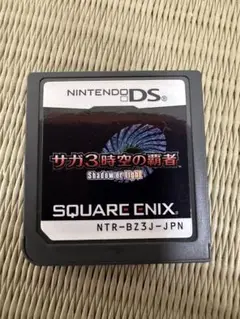 NINTENDO DS
サガ3時空の覇者
Shadow or Light
SQUARE ENIX
NTR-BZ3J-JPN